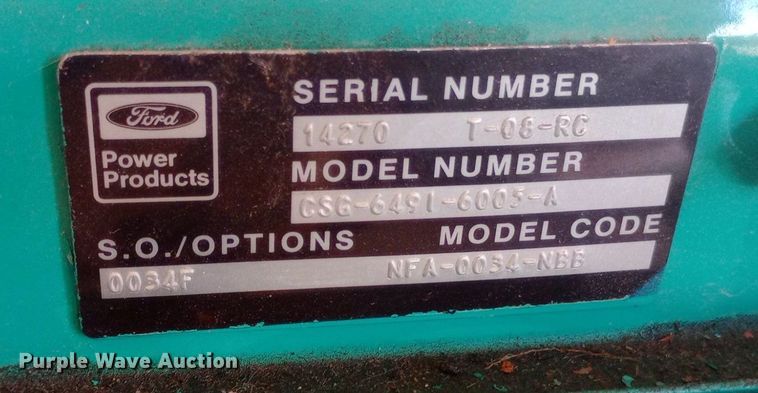 Ford
Power
Products
SERIAL NUMBER
14270 T-08-RC
MODEL NUMBER
CSG-6491-6005-A
S.O./OPTIONS MODEL CODE
0034F NFA-0034-NBB
Purple Wave Auction